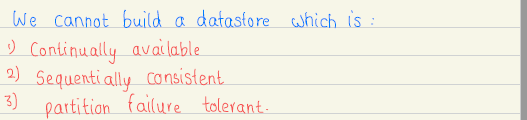 We cannot build a datastore which is :
1) Continually available
2) Sequentially consistent
3) partition failure tolerant.